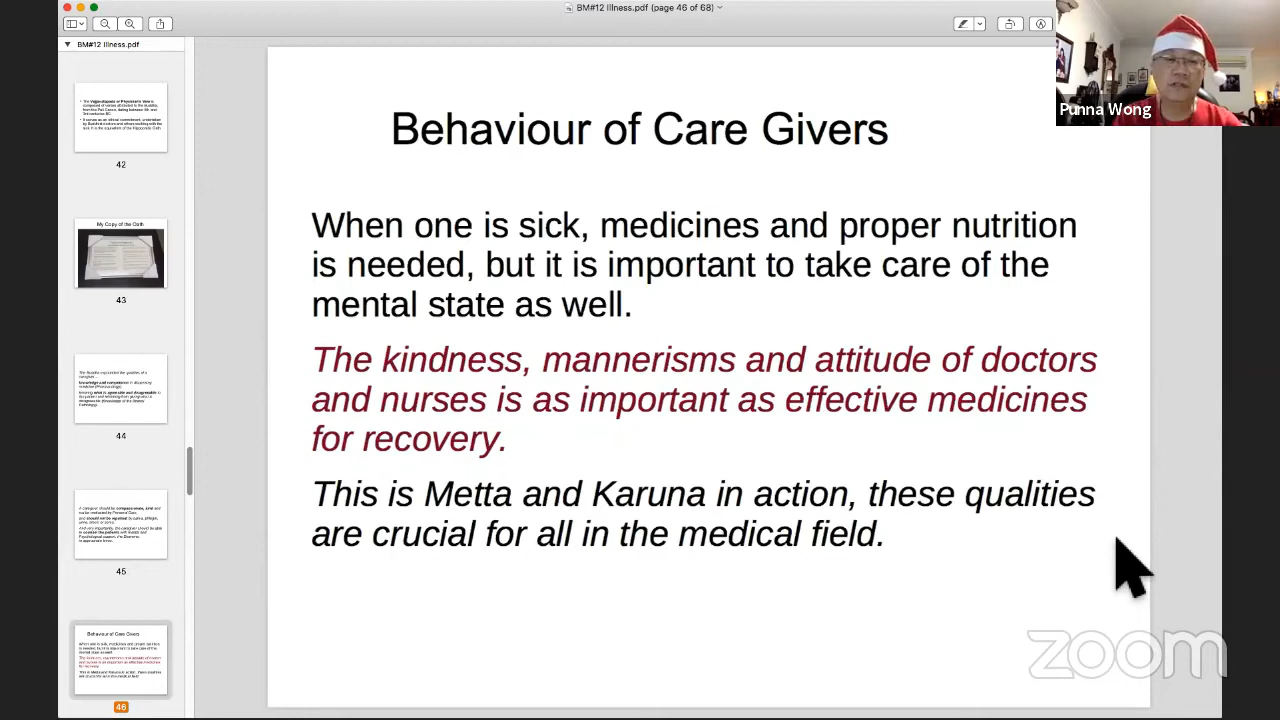 BM#12 Illness.pdf (page 46 of 68)
BM#12 Illness.pdf
42
My Copy of the Oath
43
44
45
Behaviour of Care Givers
46
Behaviour of Care Givers
When one is sick, medicines and proper nutrition
is needed, but it is important to take care of the
mental state as well.
The kindness, mannerisms and attitude of doctors
and nurses is as important as effective medicines
for recovery.
This is Metta and Karuna in action, these qualities
are crucial for all in the medical field.
Punna Wong
zoom